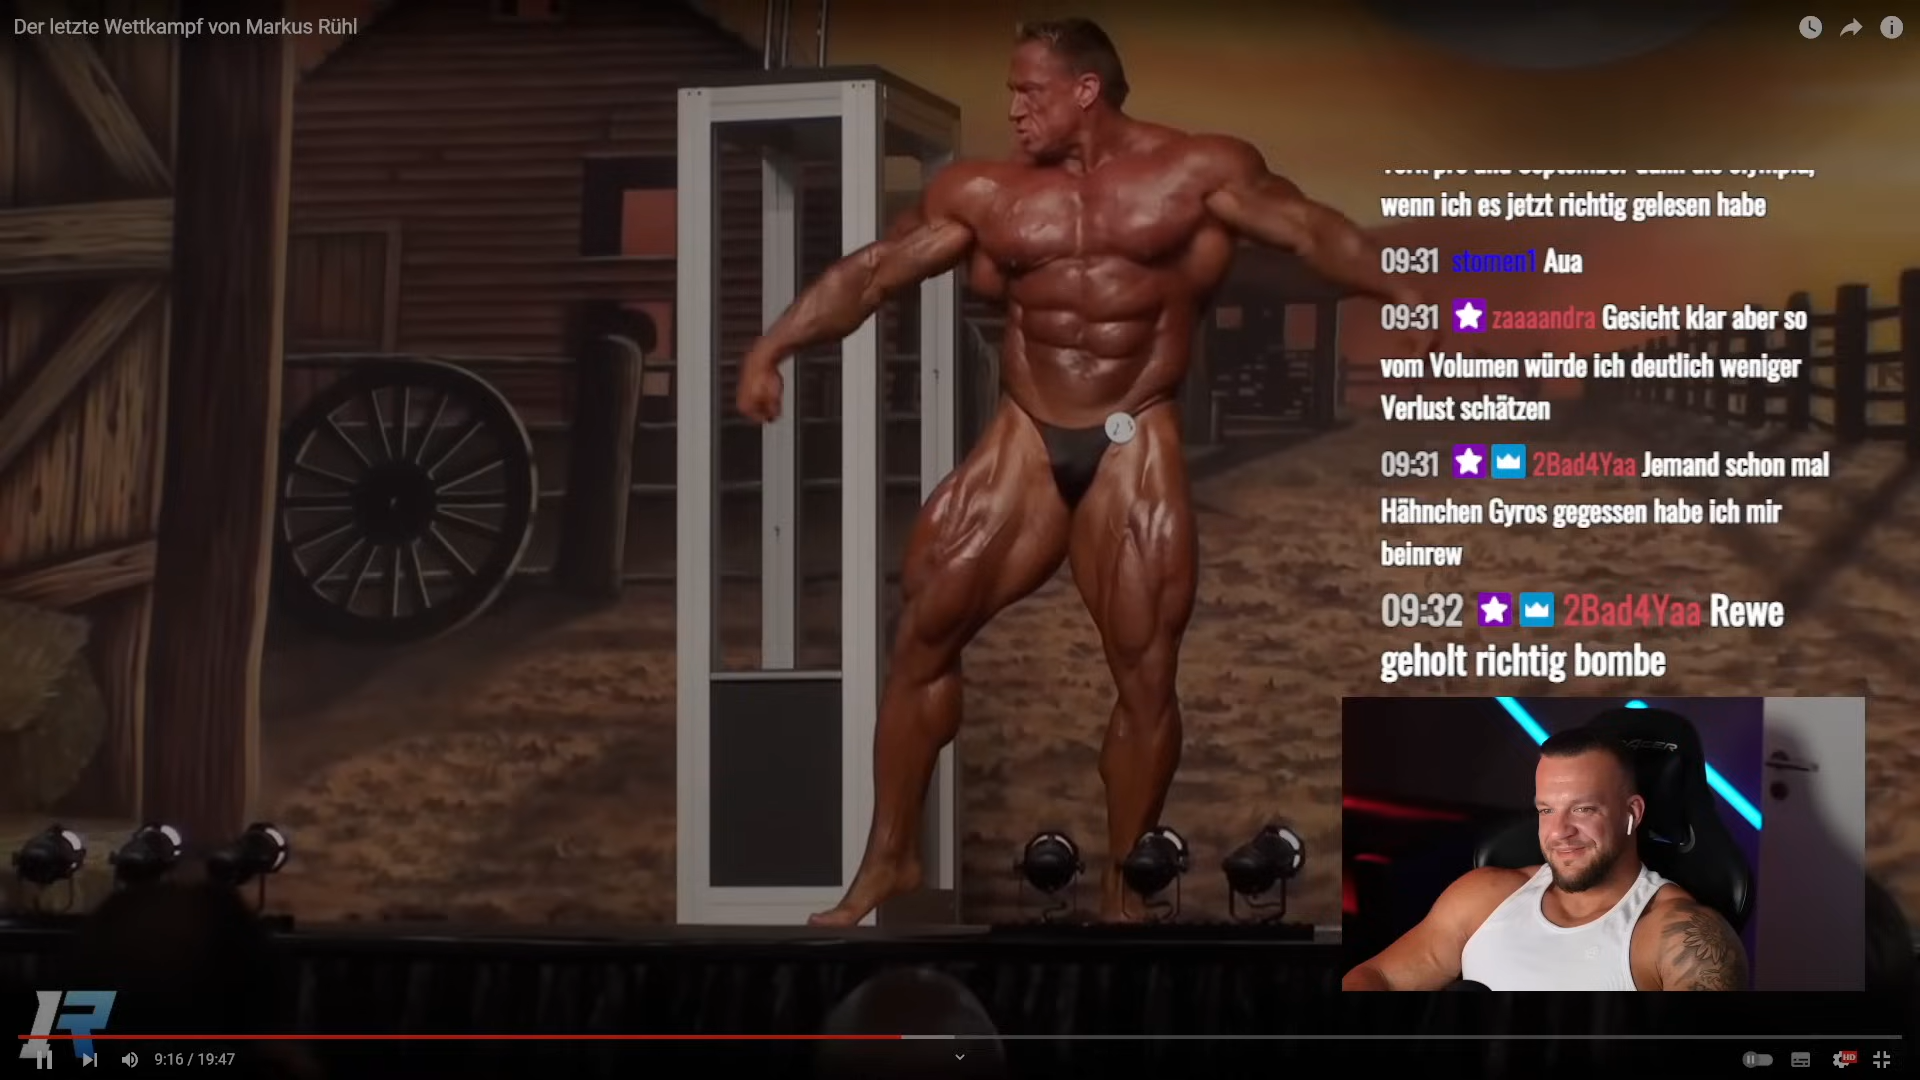 Der letzte Wettkampf von Markus Rühl
wenn ich es jetzt richtig gelesen habe
09:31 stomen1 Aua
09:31 zaaaandra Gesicht klar aber so
vom Volumen würde ich deutlich weniger
Verlust schätzen
09:31 2Bad4Yaa Jemand schon mal
Hähnchen Gyros gegessen habe ich mir
beinrew
09:32 2Bad4Yaa Rewe
geholt richtig bombe
9:16 / 19:47
HD